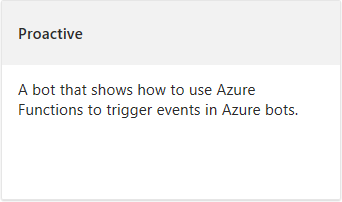 Proactive
A bot that shows how to use Azure
Functions to trigger events in Azure bots.